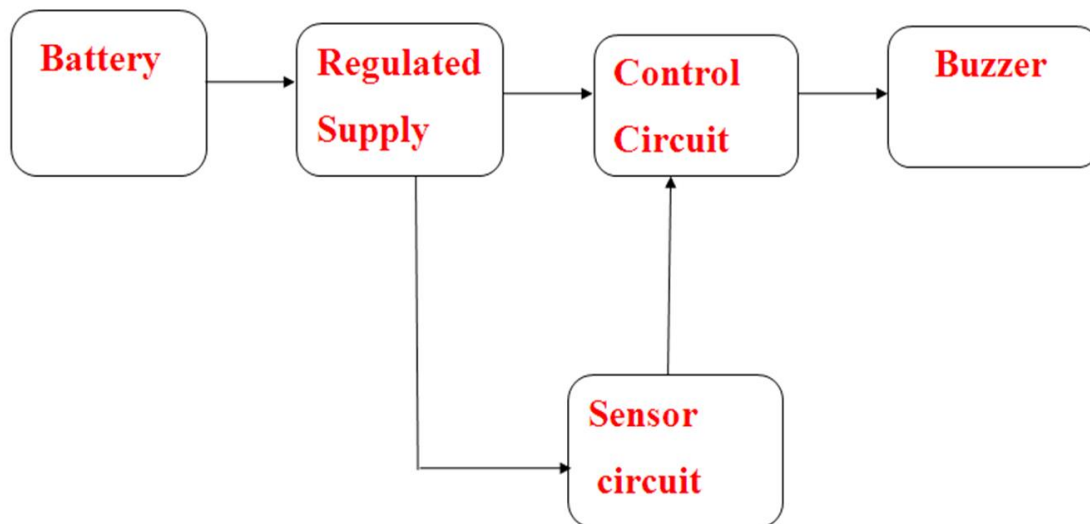 Battery
Regulated
Supply
Control
Circuit
Buzzer
Sensor
circuit